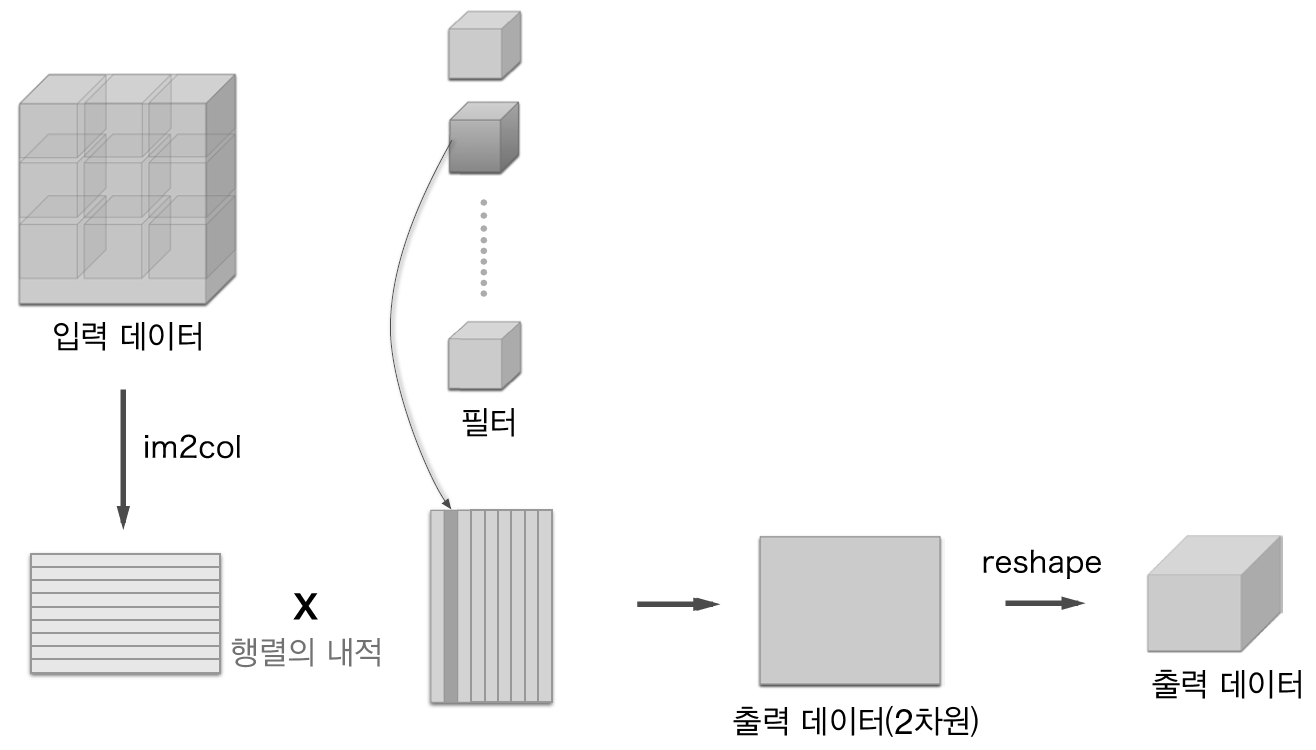 입력 데이터
im2col
필터
X
행렬의 내적
출력 데이터(2차원)
reshape
출력 데이터